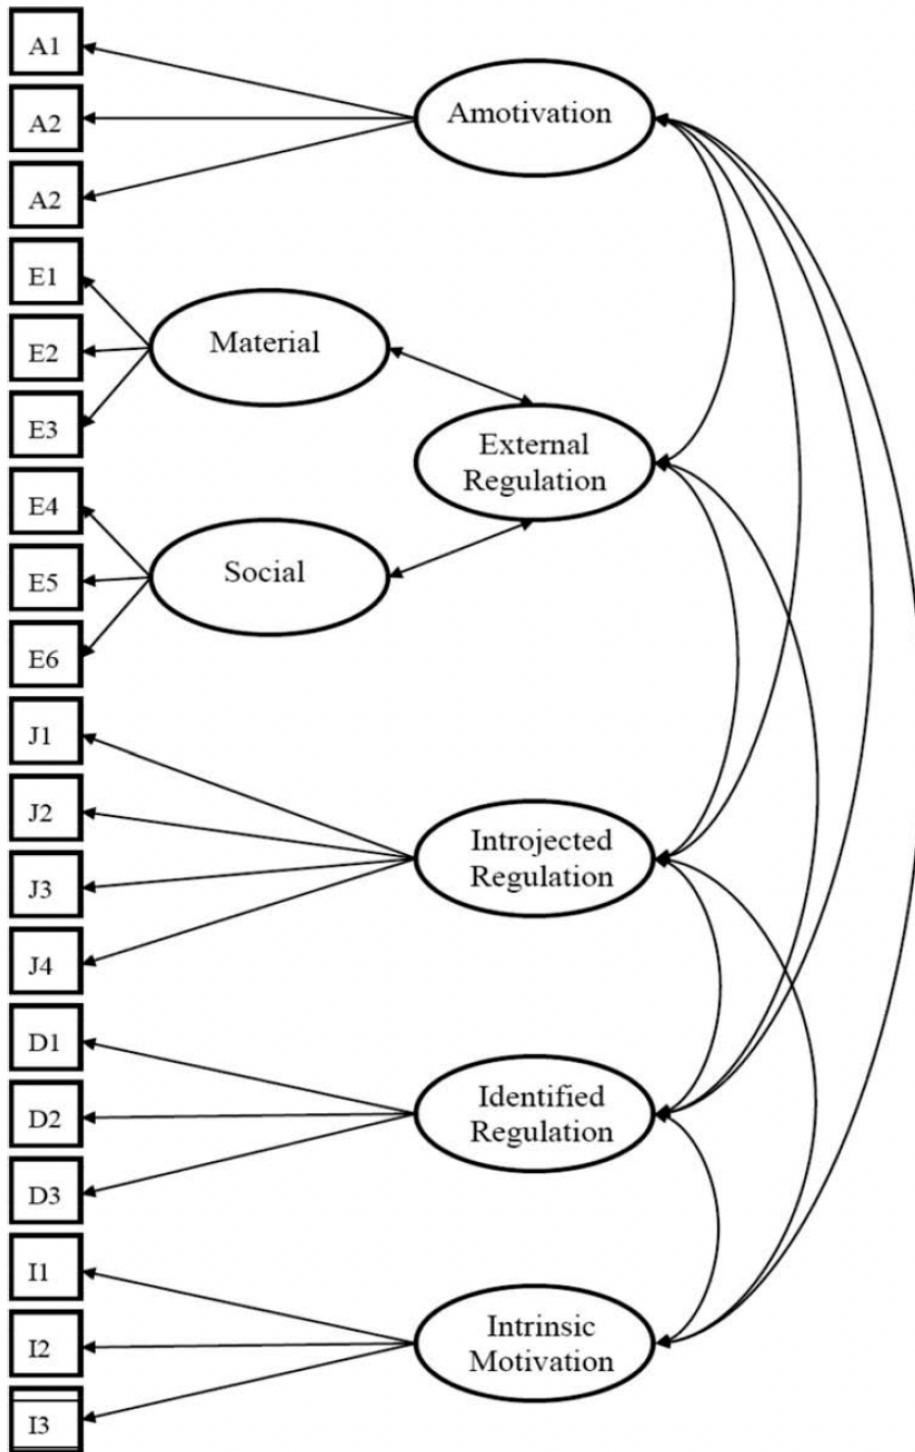 A1
Amotivation
A2
A2
E1
Material
E2
E3
External
Regulation
E4
Social
E5
E6
J1
J2
Introjected
Regulation
J3
J4
D1
Identified
Regulation
D2
D3
I1
Intrinsic
Motivation
I2
I3